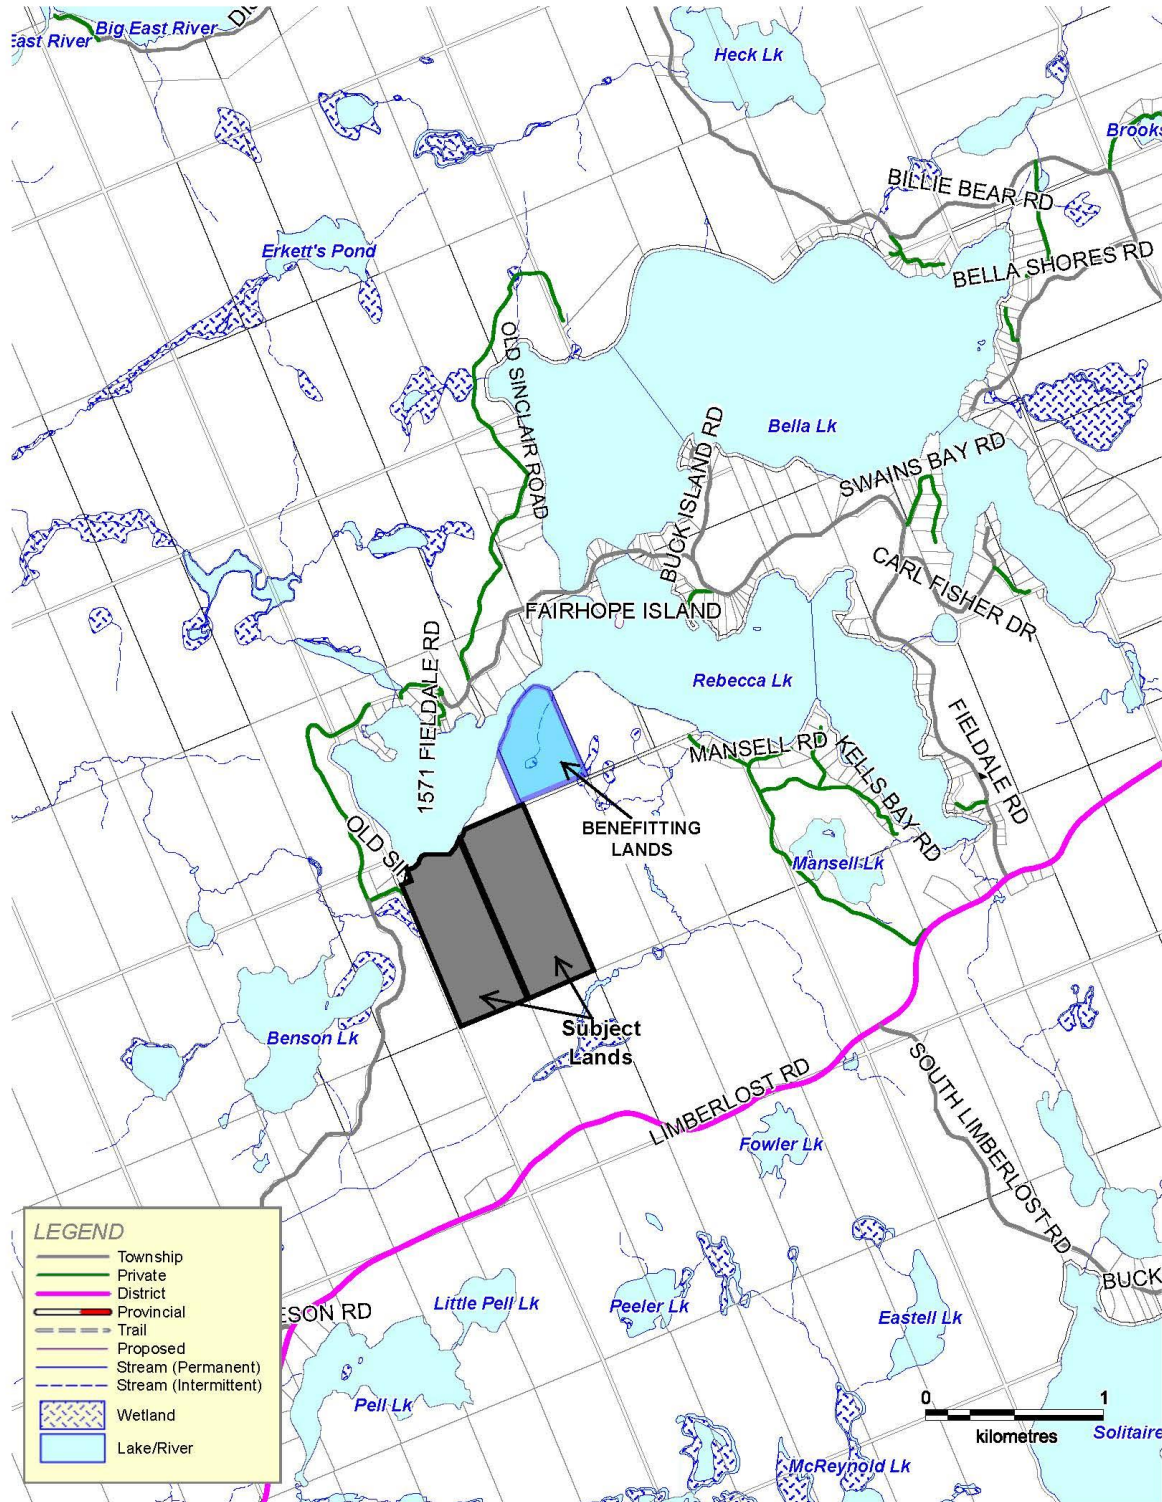 Big East River
East River
Heck Lk
Brooks
BILLIE BEAR RD
BELLA SHORES RD
Erkett's Pond
OLD SINCLAIR ROAD
Bella Lk
BUCK ISLAND RD
SWAINS BAY RD
CARL FISHER DR
FAIRHOPE ISLAND
1571 FIELDALE RD
Rebecca Lk
FIELDALE RD
MANSELL RD
KELLS BAY RD
BENEFITTING
LANDS
OLD SIN
Mansell Lk
Benson Lk
Subject
Lands
LIMBERLOST RD
SOUTH LIMBERLOST RD
Fowler Lk
BUCK
LEGEND
Township
Private
District
Provincial
Trail
Proposed
Stream (Permanent)
Stream (Intermittent)
Wetland
Lake/River
ESON RD
Little Pell Lk
Peeler Lk
Eastell Lk
Pell Lk
0 1
kilometres
Solitaire
McReynold Lk